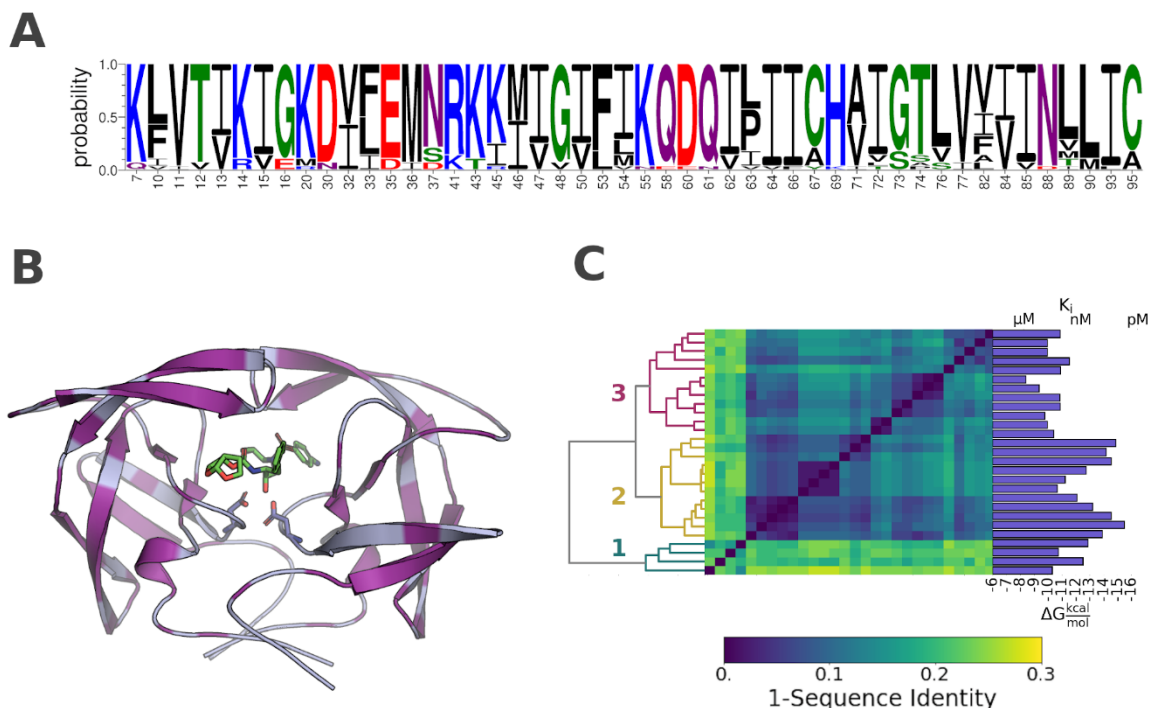 A
probability
1.0
0.5
0.0
KLVTIKIGKDVFEMNRKKMIGIFIKQDQILIICHAIGTLVVIINLLIC
7 10 11 12 13 14 15 16 20 30 32 33 35 36 37 41 43 45 46 47 48 50 53 54 55 58 60 61 62 63 64 66 67 69 71 72 73 74 76 77 82 84 85 88 89 90 93 95
B
C
K_i
µM nM pM
3
2
1
-6 -7 -8 -9 -10 -11 -12 -13 -14 -15 -16
ΔG kcal/mol
0. 0.1 0.2 0.3
1-Sequence Identity